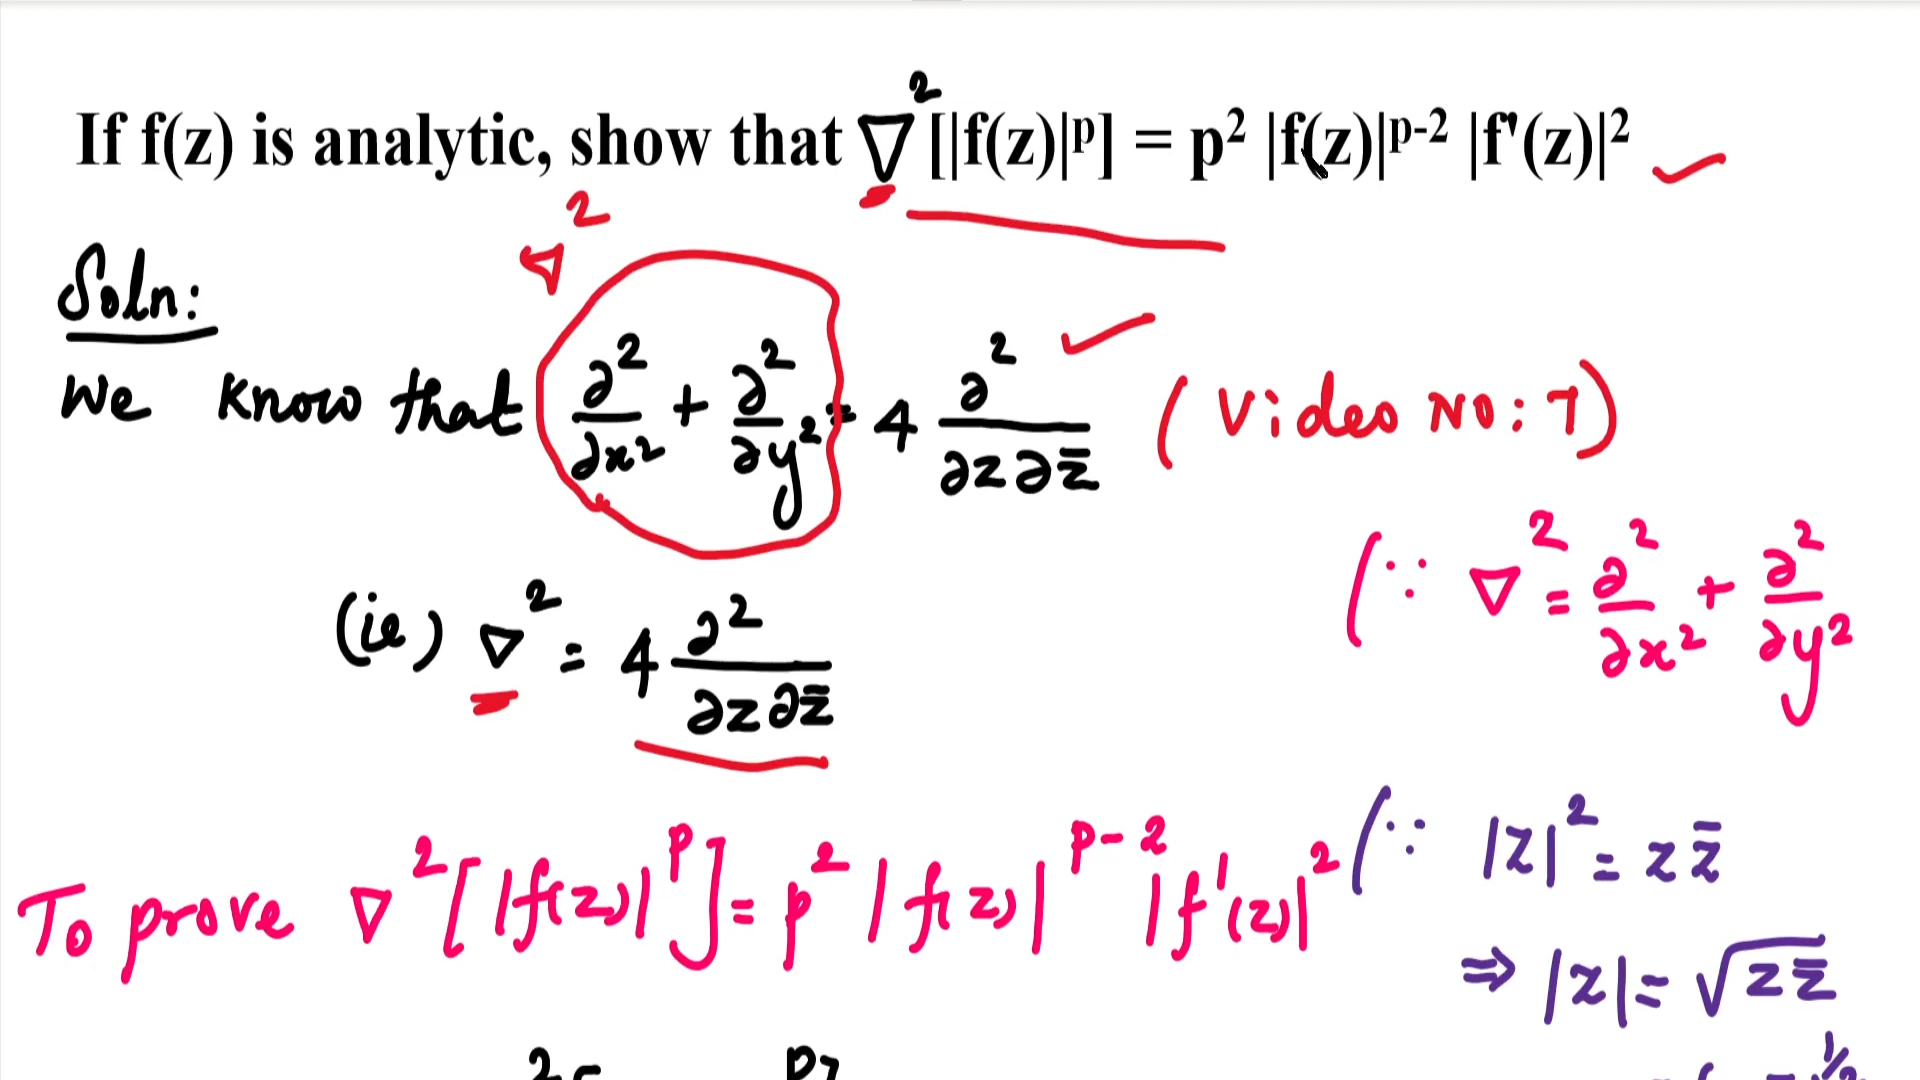 If f(z) is analytic, show that ∇² [|f(z)|ᵖ] = p² |f(z)|ᵖ⁻² |f'(z)|²
∇²
Soln:
We know that ∂²/∂x² + ∂²/∂y² = 4 ∂²/∂z∂z̄ (Video No: 7)
(∵ ∇² = ∂²/∂x² + ∂²/∂y²
(ie) ∇² = 4 ∂²/∂z∂z̄
To prove ∇² [|f(z)|ᵖ] = p² |f(z)|ᵖ⁻² |f'(z)|² (∵ |z|² = z z̄
⇒ |z| = √z z̄